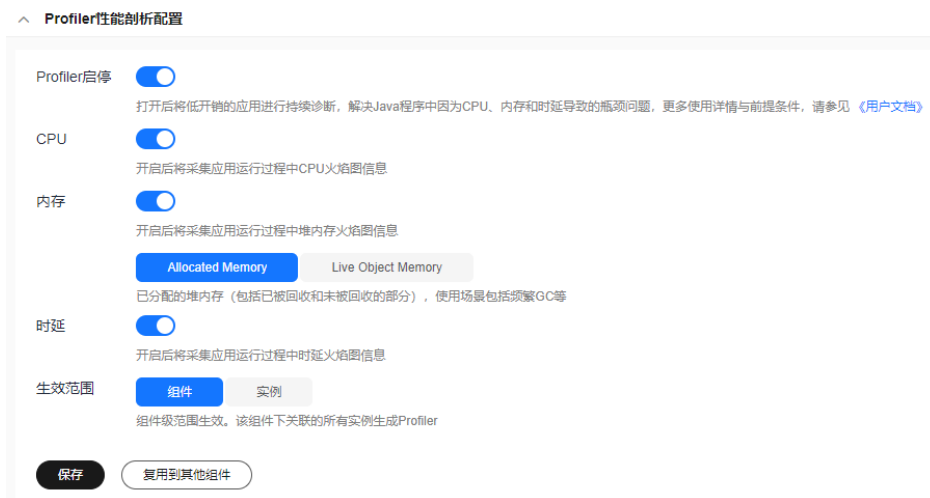 Profiler性能剖析配置
Profiler启停
打开后将低开销的应用进行持续诊断，解决Java程序中因为CPU、内存和时延导致的瓶颈问题，更多使用详情与前提条件，请参见 《用户文档》
CPU
开启后将采集应用运行过程中CPU火焰图信息
内存
开启后将采集应用运行过程中堆内存火焰图信息
Allocated Memory Live Object Memory
已分配的堆内存（包括已被回收和未被回收的部分），使用场景包括频繁GC等
时延
开启后将采集应用运行过程中时延火焰图信息
生效范围 组件 实例
组件级范围生效。该组件下关联的所有实例生成Profiler
保存 复用到其他组件